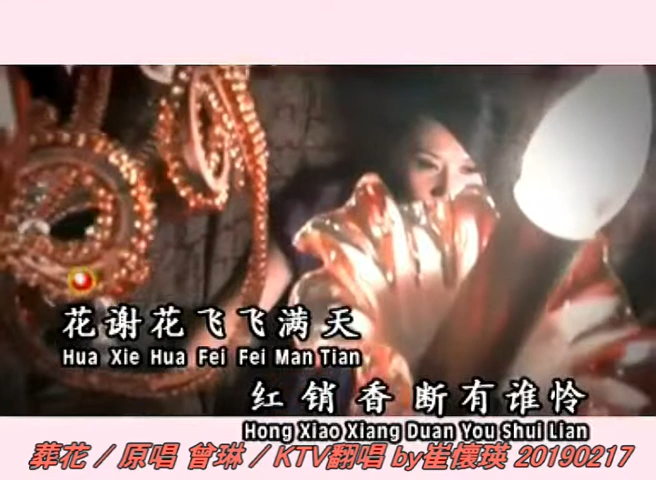 花谢花飞飞满天
Hua Xie Hua Fei Fei Man Tian
红销香断有谁怜
Hong Xiao Xiang Duan You Shui Lian
葬花 / 原唱 曾琳 / KTV翻唱 by崔懷瑛 20190217